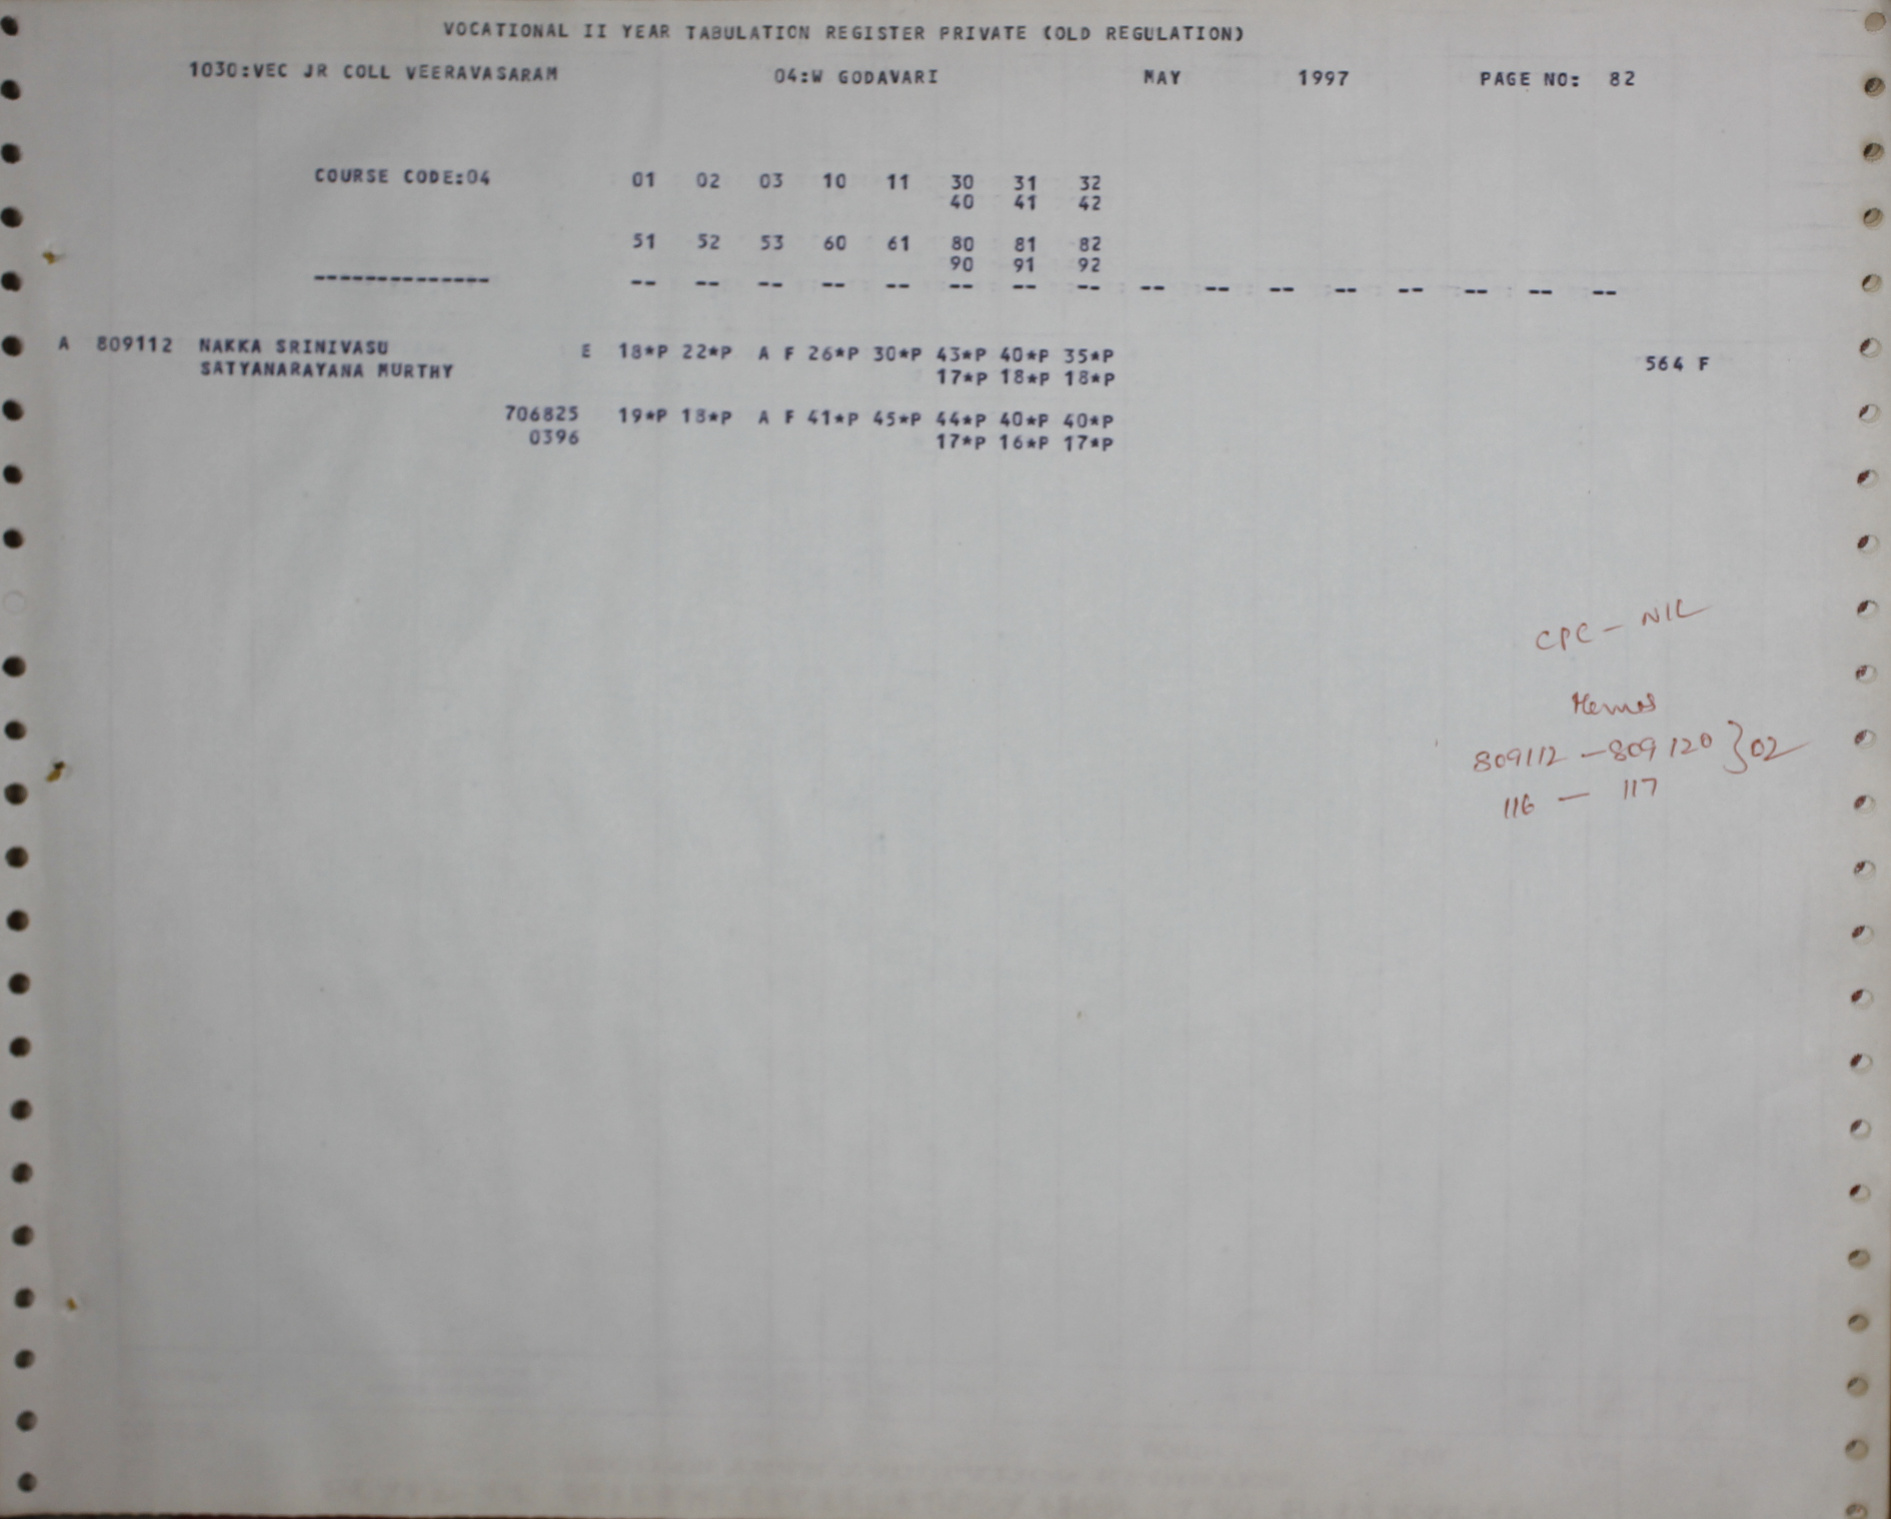 VOCATIONAL II YEAR TABULATION REGISTER PRIVATE (OLD REGULATION)
1030:VEC JR COLL VEERAVASARAM 04:W GODAVARI MAY 1997 PAGE NO: 82
COURSE CODE:04 01 02 03 10 11 30 31 32
40 41 42
51 52 53 60 61 80 81 82
90 91 92
-------------- -- -- -- -- -- -- -- -- -- -- -- -- -- -- -- --
A 809112 NAKKA SRINIVASU E 18*P 22*P A F 26*P 30*P 43*P 40*P 35*P 564 F
SATYANARAYANA MURTHY 17*P 18*P 18*P
706825 19*P 18*P A F 41*P 45*P 44*P 40*P 40*P
0396 17*P 16*P 17*P
CPC - NIL
Memos
809112 - 809120 } 02
116 - 117